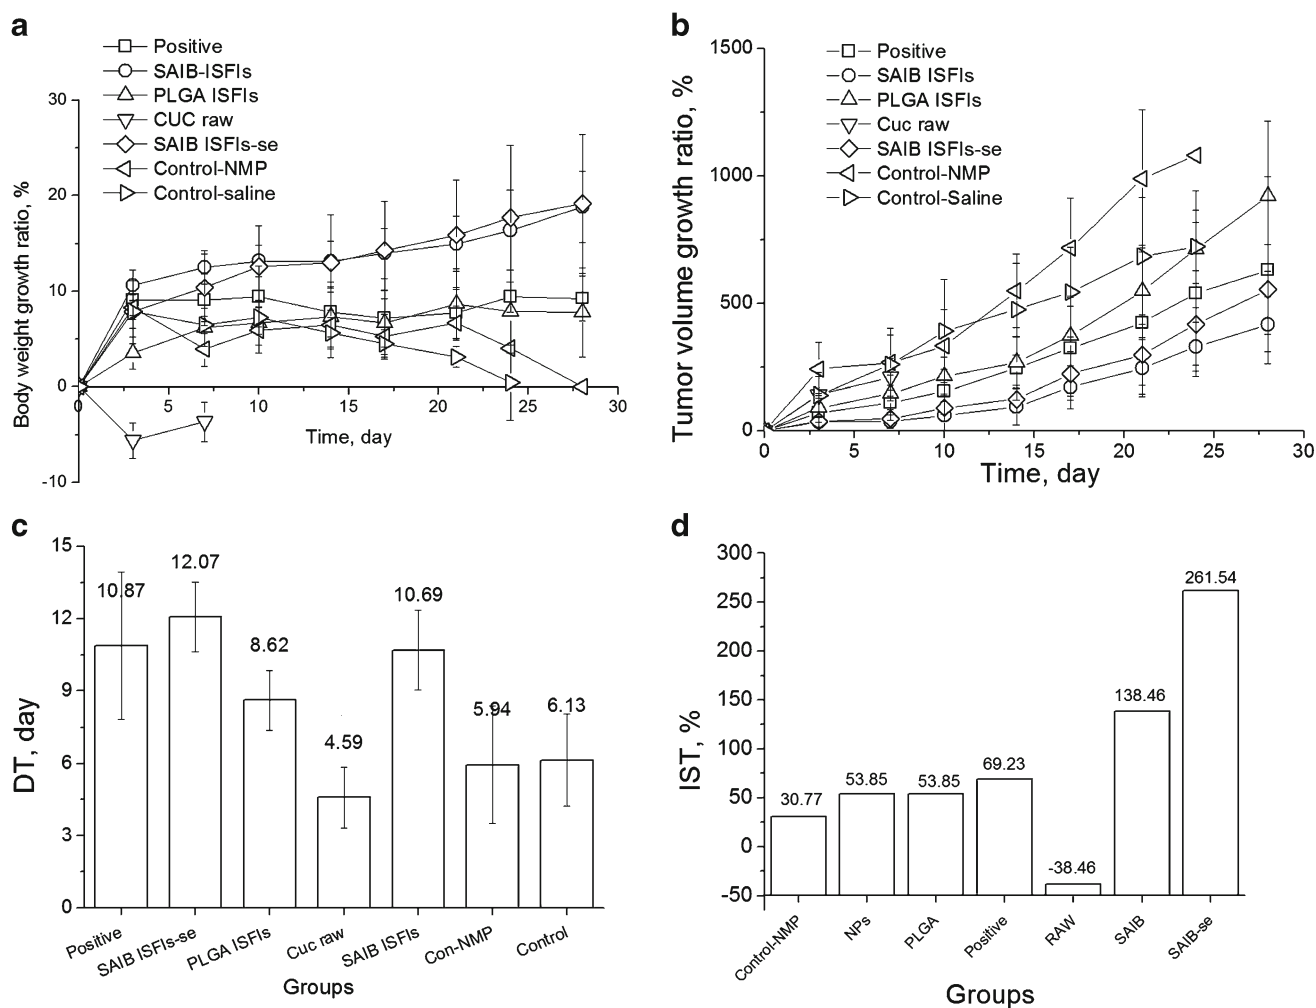 a
Positive
SAIB-ISFIs
PLGA ISFIs
CUC raw
SAIB ISFIs-se
Control-NMP
Control-saline
Body weight growth ratio, %
30
20
10
0
-10
5
10
15
20
25
30
Time, day
b
Positive
SAIB ISFIs
PLGA ISFIs
Cuc raw
SAIB ISFIs-se
Control-NMP
Control-Saline
Tumor volume growth ratio, %
1500
1000
500
0
0
5
10
15
20
25
30
Time, day
c
DT, day
15
12
9
6
3
0
10.87
12.07
8.62
4.59
10.69
5.94
6.13
Positive
SAIB ISFIs-se
PLGA ISFIs
Cuc raw
SAIB ISFIs
Con-NMP
Control
Groups
d
IST, %
300
250
200
150
100
50
0
-50
30.77
53.85
53.85
69.23
-38.46
138.46
261.54
Control-NMP
NPs
PLGA
Positive
RAW
SAIB
SAIB-se
Groups